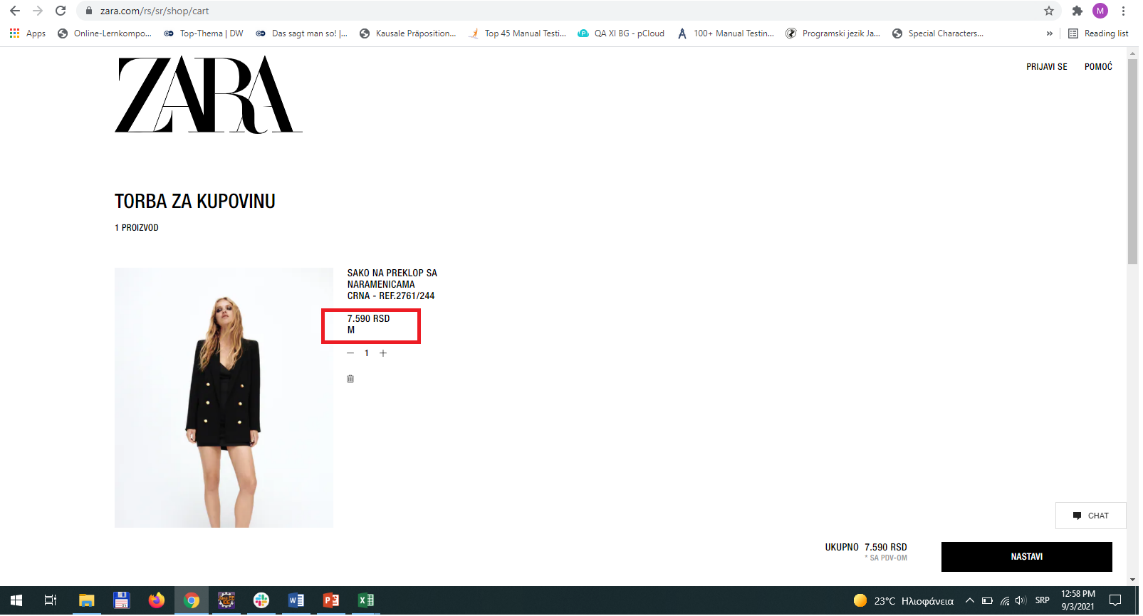 zara.com/rs/sr/shop/cart
M
Apps
Online-Lernkompo...
Top-Thema | DW
Das sagt man so! |...
Kausale Präposition...
Top 45 Manual Testi...
QA XI BG - pCloud
100+ Manual Testin...
Programski jezik Ja...
Special Characters...
»
Reading list
ZARA
PRIJAVI SE
POMOĆ
TORBA ZA KUPOVINU
1 PROIZVOD
SAKO NA PREKLOP SA
NARAMENICAMA
CRNA - REF.2761/244
7.590 RSD
M
— 1 +
CHAT
UKUPNO 7.590 RSD
* SA PDV-OM
NASTAVI
23°C Ηλιοφάνεια
SRP
12:58 PM
9/3/2021